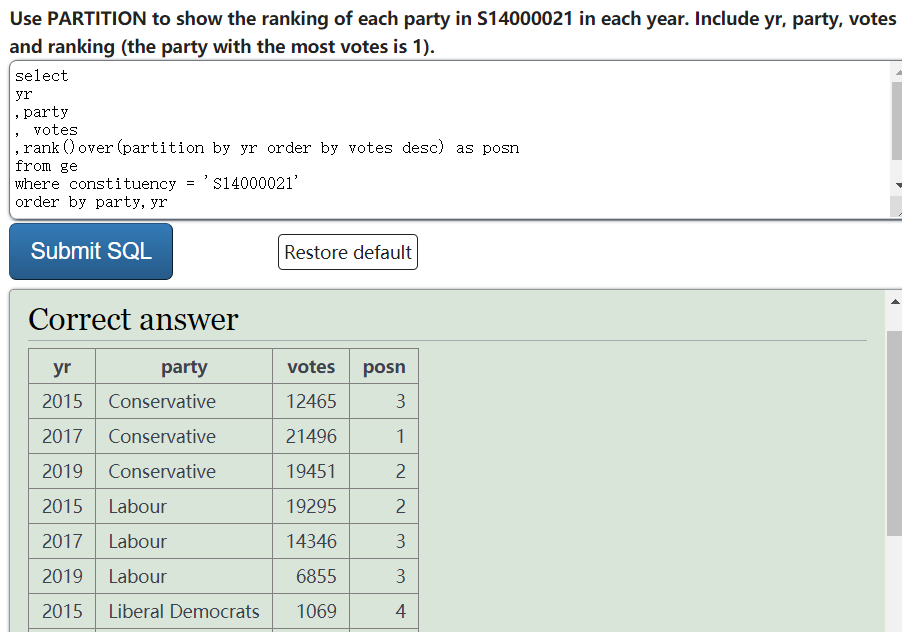 Use PARTITION to show the ranking of each party in S14000021 in each year. Include yr, party, votes
and ranking (the party with the most votes is 1).
select
yr
,party
, votes
,rank()over(partition by yr order by votes desc) as posn
from ge
where constituency = 'S14000021'
order by party,yr
Submit SQL Restore default
Correct answer
yr party votes posn
2015 Conservative 12465 3
2017 Conservative 21496 1
2019 Conservative 19451 2
2015 Labour 19295 2
2017 Labour 14346 3
2019 Labour 6855 3
2015 Liberal Democrats 1069 4